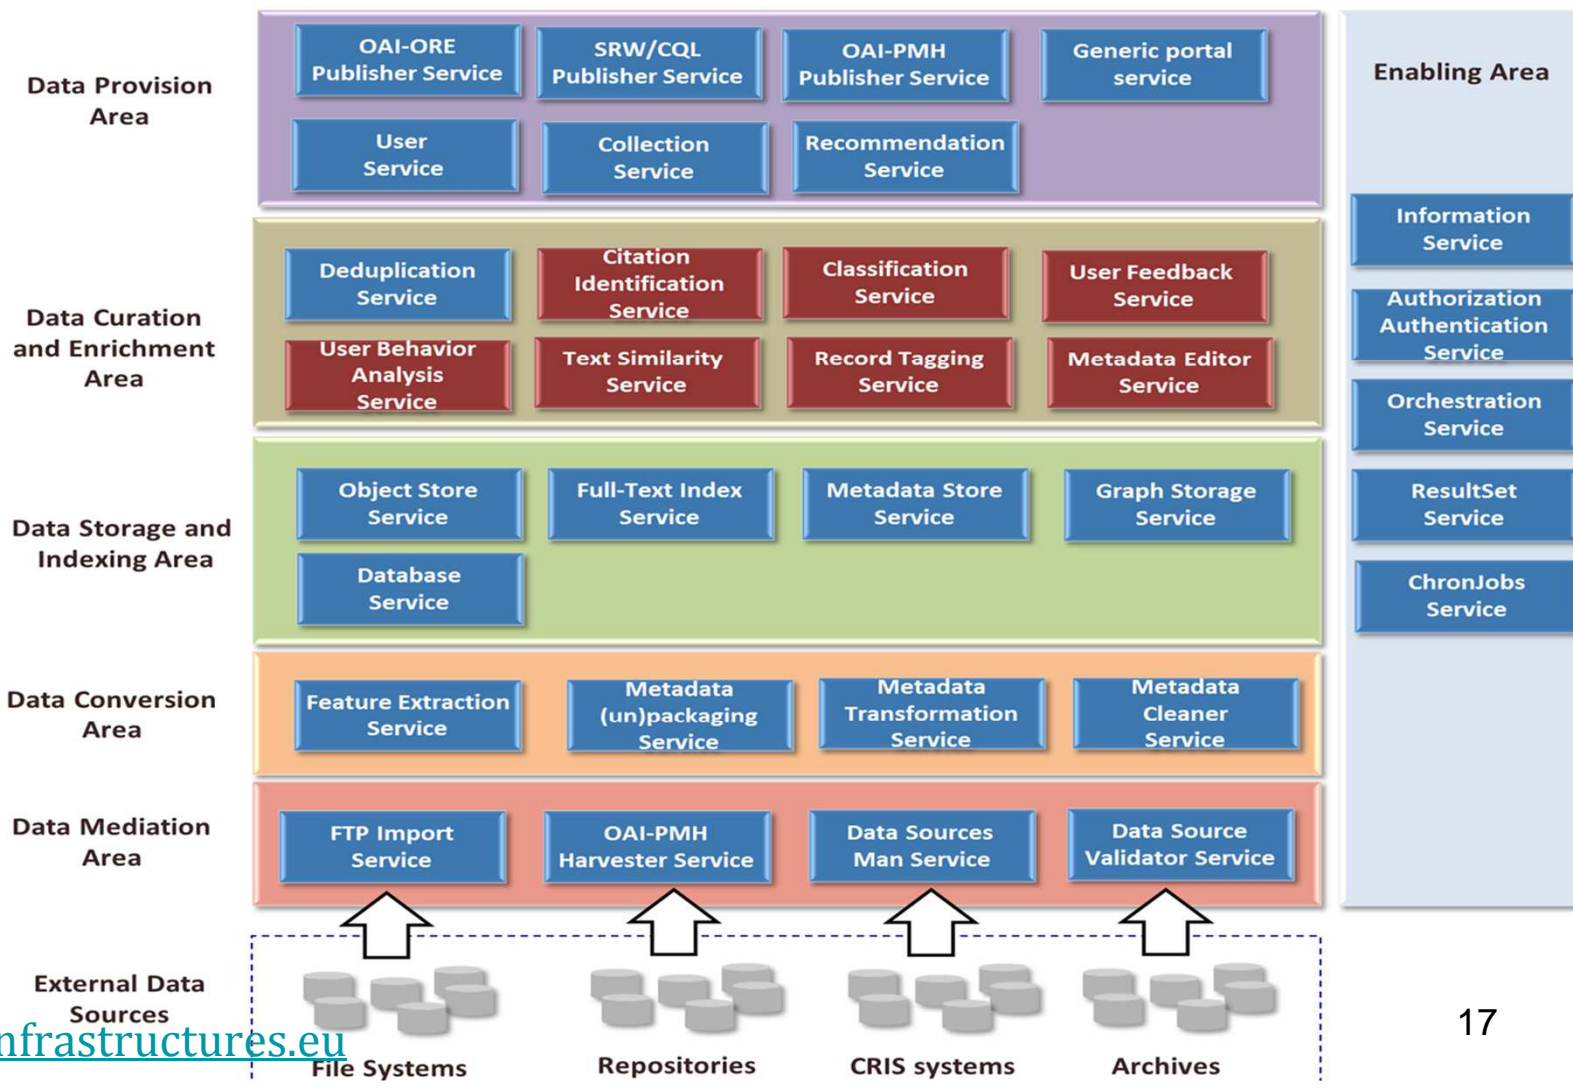 Data Provision
Area
OAI-ORE
Publisher Service
SRW/CQL
Publisher Service
OAI-PMH
Publisher Service
Generic portal
service
User
Service
Collection
Service
Recommendation
Service
Enabling Area
Information
Service
Authorization
Authentication
Service
Orchestration
Service
ResultSet
Service
ChronJobs
Service
Data Curation
and Enrichment
Area
Deduplication
Service
Citation
Identification
Service
Classification
Service
User Feedback
Service
User Behavior
Analysis
Service
Text Similarity
Service
Record Tagging
Service
Metadata Editor
Service
Data Storage and
Indexing Area
Object Store
Service
Full-Text Index
Service
Metadata Store
Service
Graph Storage
Service
Database
Service
Data Conversion
Area
Feature Extraction
Service
Metadata
(un)packaging
Service
Metadata
Transformation
Service
Metadata
Cleaner
Service
Data Mediation
Area
FTP Import
Service
OAI-PMH
Harvester Service
Data Sources
Man Service
Data Source
Validator Service
External Data
Sources
File Systems
Repositories
CRIS systems
Archives
nfrastructures.eu
17